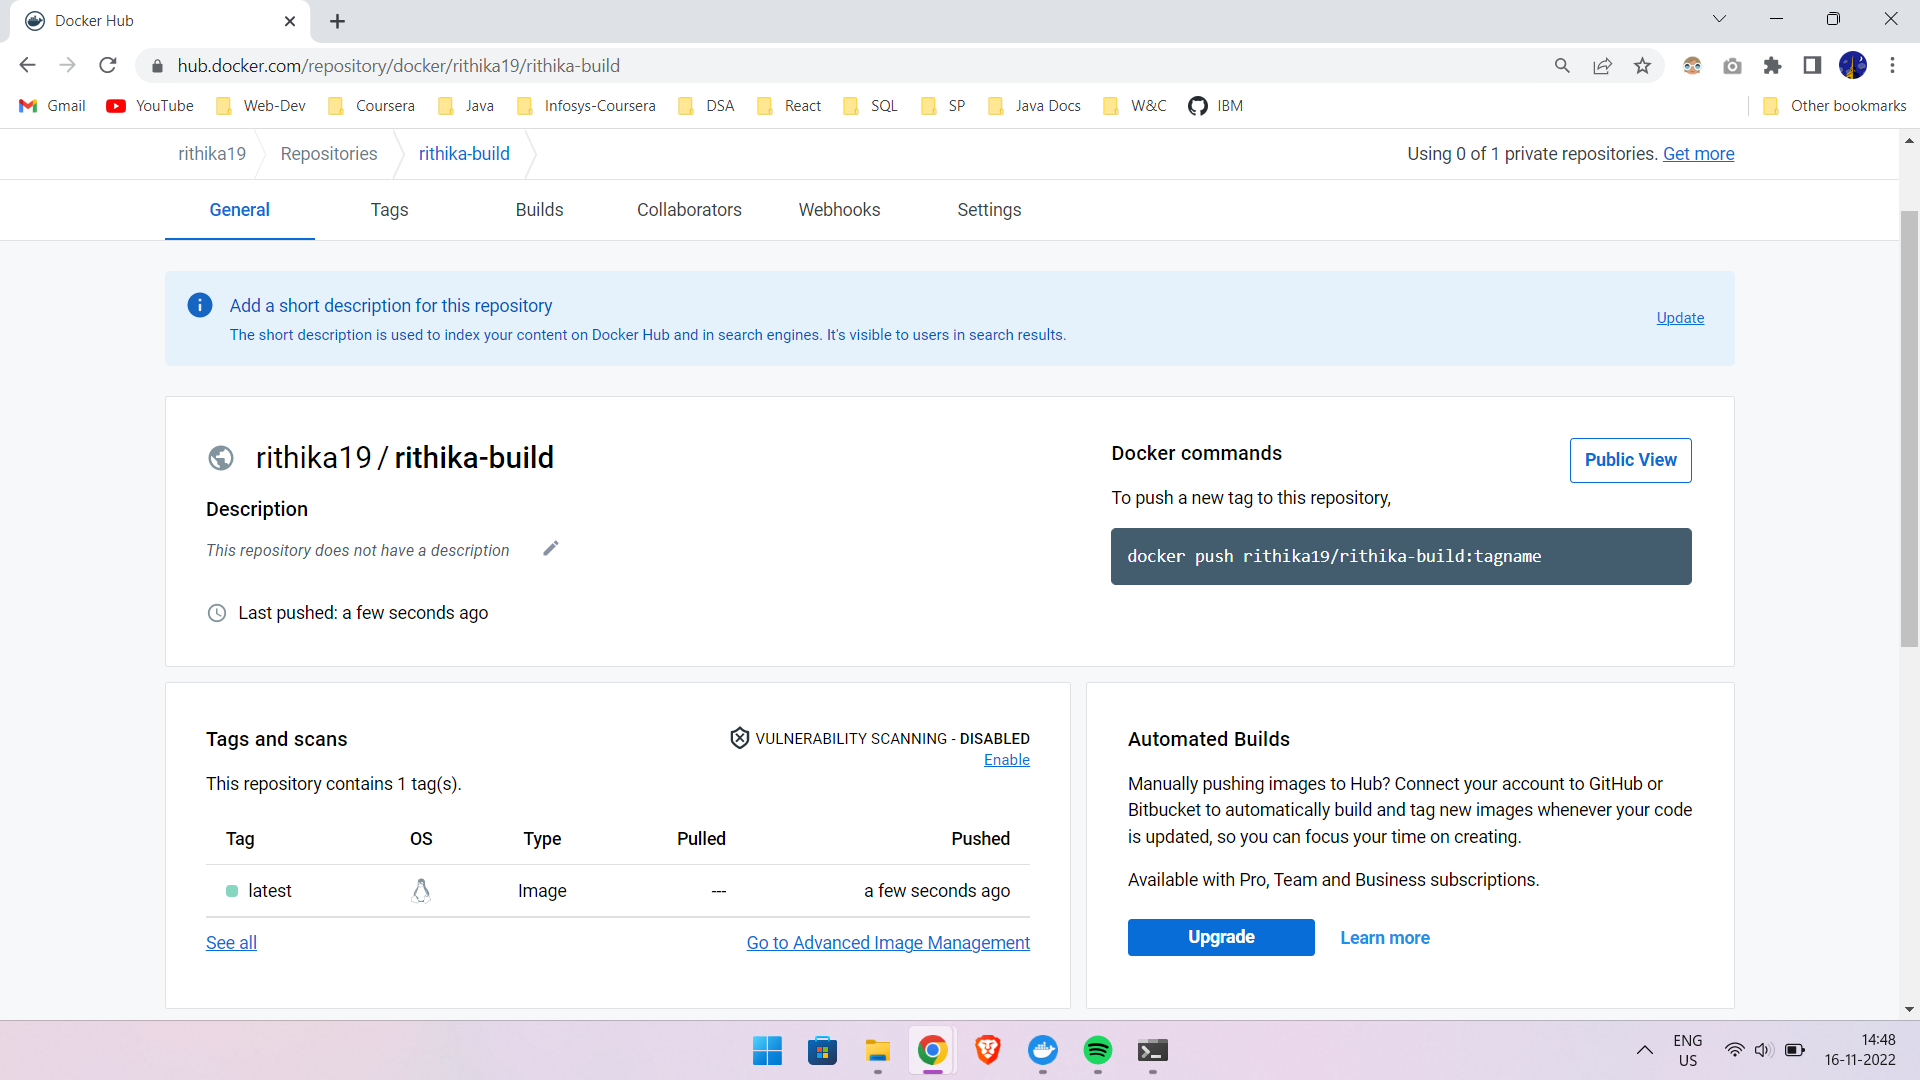 Docker Hub
hub.docker.com/repository/docker/rithika19/rithika-build
Gmail YouTube Web-Dev Coursera Java Infosys-Coursera DSA React SQL SP Java Docs W&C IBM Other bookmarks
rithika19 Repositories rithika-build Using 0 of 1 private repositories. Get more
General Tags Builds Collaborators Webhooks Settings
Add a short description for this repository
The short description is used to index your content on Docker Hub and in search engines. It's visible to users in search results.
Update
rithika19 / rithika-build
Description
This repository does not have a description
Last pushed: a few seconds ago
Docker commands
Public View
To push a new tag to this repository,
docker push rithika19/rithika-build:tagname
Tags and scans
VULNERABILITY SCANNING - DISABLED
Enable
This repository contains 1 tag(s).
Tag OS Type Pulled Pushed
latest Image --- a few seconds ago
See all Go to Advanced Image Management
Automated Builds
Manually pushing images to Hub? Connect your account to GitHub or
Bitbucket to automatically build and tag new images whenever your code
is updated, so you can focus your time on creating.
Available with Pro, Team and Business subscriptions.
Upgrade Learn more
ENG
US
14:48
16-11-2022